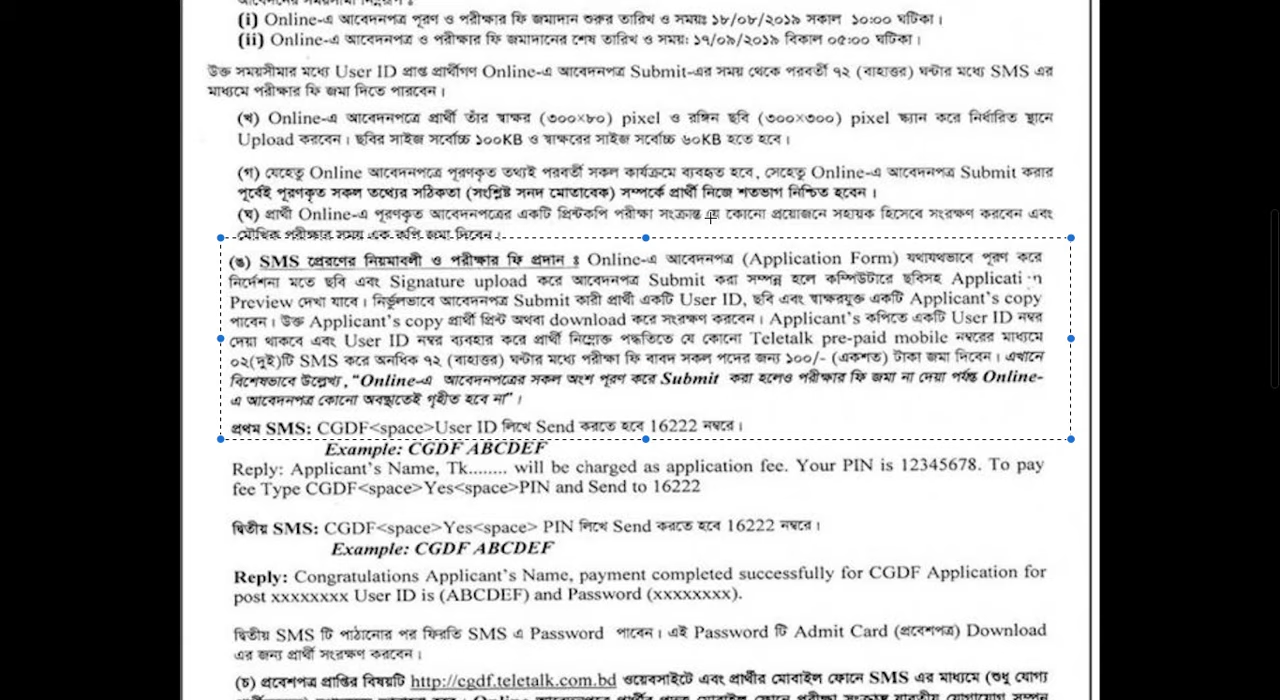 (i) Online-এ আবেদনপত্র পূরণ ও পরীক্ষার ফি জমাদান শুরুর তারিখ ও সময়ঃ ১৮/০৮/২০১৯ সকাল ১০:০০ ঘটিকা।
(ii) Online-এ আবেদনপত্র ও পরীক্ষার ফি জমাদানের শেষ তারিখ ও সময়: ১৭/০৯/২০১৯ বিকাল ০৫:০০ ঘটিকা।
উক্ত সময়সীমার মধ্যে User ID প্রাপ্ত প্রার্থীগণ Online-এ আবেদনপত্র Submit-এর সময় থেকে পরবর্তী ৭২ (বাহাত্তর) ঘন্টার মধ্যে SMS এর
মাধ্যমে পরীক্ষার ফি জমা দিতে পারবেন।
(খ) Online-এ আবেদনপত্রে প্রার্থী তাঁর স্বাক্ষর (৩০০×৮০) pixel ও রঙ্গিন ছবি (৩০০×৩০০) pixel স্ক্যান করে নির্ধারিত স্থানে
Upload করবেন। ছবির সাইজ সর্বোচ্চ ১০০KB ও স্বাক্ষরের সাইজ সর্বোচ্চ ৬০KB হতে হবে।
(গ) যেহেতু Online আবেদনপত্রে পূরণকৃত তথ্যই পরবর্তী সকল কার্যক্রমে ব্যবহৃত হবে, সেহেতু Online-এ আবেদনপত্র Submit করার
পূর্বেই পূরণকৃত সকল তথ্যের সঠিকতা (সংশ্লিষ্ট সনদ মোতাবেক) সম্পর্কে প্রার্থী নিজে শতভাগ নিশ্চিত হবেন।
(ঘ) প্রার্থী Online-এ পূরণকৃত আবেদনপত্রের একটি প্রিন্টকপি পরীক্ষা সংক্রান্ত যে কোনো প্রয়োজনে সহায়ক হিসেবে সংরক্ষণ করবেন এবং
মৌখিক পরীক্ষার সময় এক কপি জমা দিবেন।
(ঙ) SMS প্রেরণের নিয়মাবলী ও পরীক্ষার ফি প্রদান ঃ Online-এ আবেদনপত্র (Application Form) যথাযথভাবে পূরণ করে
নির্দেশনা মতে ছবি এবং Signature upload করে আবেদনপত্র Submit করা সম্পন্ন হলে কম্পিউটারে ছবিসহ Application
Preview দেখা যাবে। নির্ভুলভাবে আবেদনপত্র Submit কারী প্রার্থী একটি User ID, ছবি এবং স্বাক্ষরযুক্ত একটি Applicant's copy
পাবেন। উক্ত Applicant's copy প্রার্থী প্রিন্ট অথবা download করে সংরক্ষণ করবেন। Applicant's কপিতে একটি User ID নম্বর
দেয়া থাকবে এবং User ID নম্বর ব্যবহার করে প্রার্থী নিম্নোক্ত পদ্ধতিতে যে কোনো Teletalk pre-paid mobile নম্বরের মাধ্যমে
০২(দুই)টি SMS করে অনধিক ৭২ (বাহাত্তর) ঘন্টার মধ্যে পরীক্ষা ফি বাবদ সকল পদের জন্য ১০০/- (একশত) টাকা জমা দিবেন। এখানে
বিশেষভাবে উল্লেখ্য, “Online-এ আবেদনপত্রের সকল অংশ পূরণ করে Submit করা হলেও পরীক্ষার ফি জমা না দেয়া পর্যন্ত Online-
এ আবেদনপত্র কোনো অবস্থাতেই গৃহীত হবে না”।
প্রথম SMS: CGDF<space>User ID লিখে Send করতে হবে 16222 নম্বরে।
Example: CGDF ABCDEF
Reply: Applicant's Name, Tk........ will be charged as application fee. Your PIN is 12345678. To pay
fee Type CGDF<space>Yes<space>PIN and Send to 16222
দ্বিতীয় SMS: CGDF<space>Yes<space> PIN লিখে Send করতে হবে 16222 নম্বরে।
Example: CGDF ABCDEF
Reply: Congratulations Applicant's Name, payment completed successfully for CGDF Application for
post xxxxxxxx User ID is (ABCDEF) and Password (xxxxxxxx).
দ্বিতীয় SMS টি পাঠানোর পর ফিরতি SMS এ Password পাবেন। এই Password টি Admit Card (প্রবেশপত্র) Download
এর জন্য প্রার্থী সংরক্ষণ করবেন।
(চ) প্রবেশপত্র প্রাপ্তির বিষয়টি http://cgdf.teletalk.com.bd ওয়েবসাইটে এবং প্রার্থীর মোবাইল ফোনে SMS এর মাধ্যমে (শুধু যোগ্য